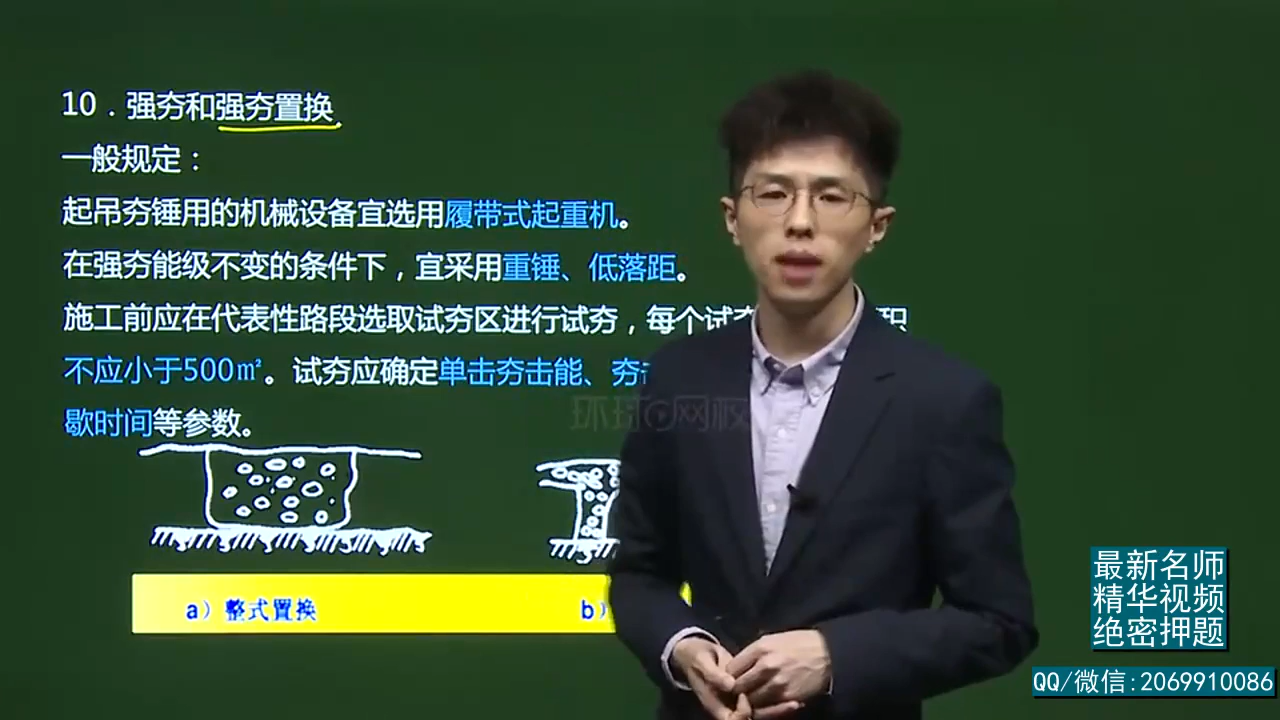 10．强夯和强夯置换
一般规定：
起吊夯锤用的机械设备宜选用履带式起重机。
在强夯能级不变的条件下，宜采用重锤、低落距。
施工前应在代表性路段选取试夯区进行试夯，每个试夯 积
不应小于500㎡。试夯应确定单击夯击能、夯
歇时间等参数。
环球网校
a）整式置换
b）
最新名师
精华视频
绝密押题
QQ/微信:2069910086